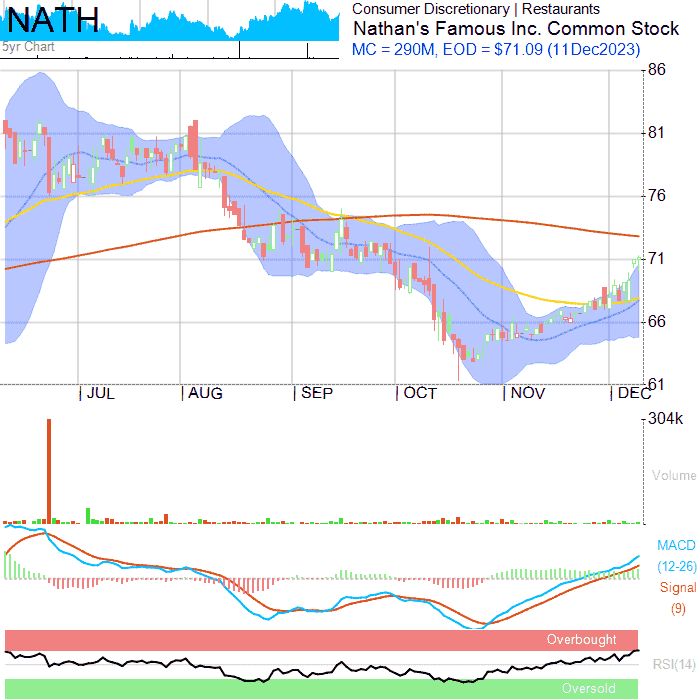 NATH
5yr Chart
Consumer Discretionary | Restaurants
Nathan's Famous Inc. Common Stock
MC = 290M, EOD = $71.09 (11Dec2023)
86
81
76
71
66
61
JUL AUG SEP OCT NOV DEC
304k
Volume
MACD
(12-26)
Signal
(9)
Overbought
RSI(14)
Oversold